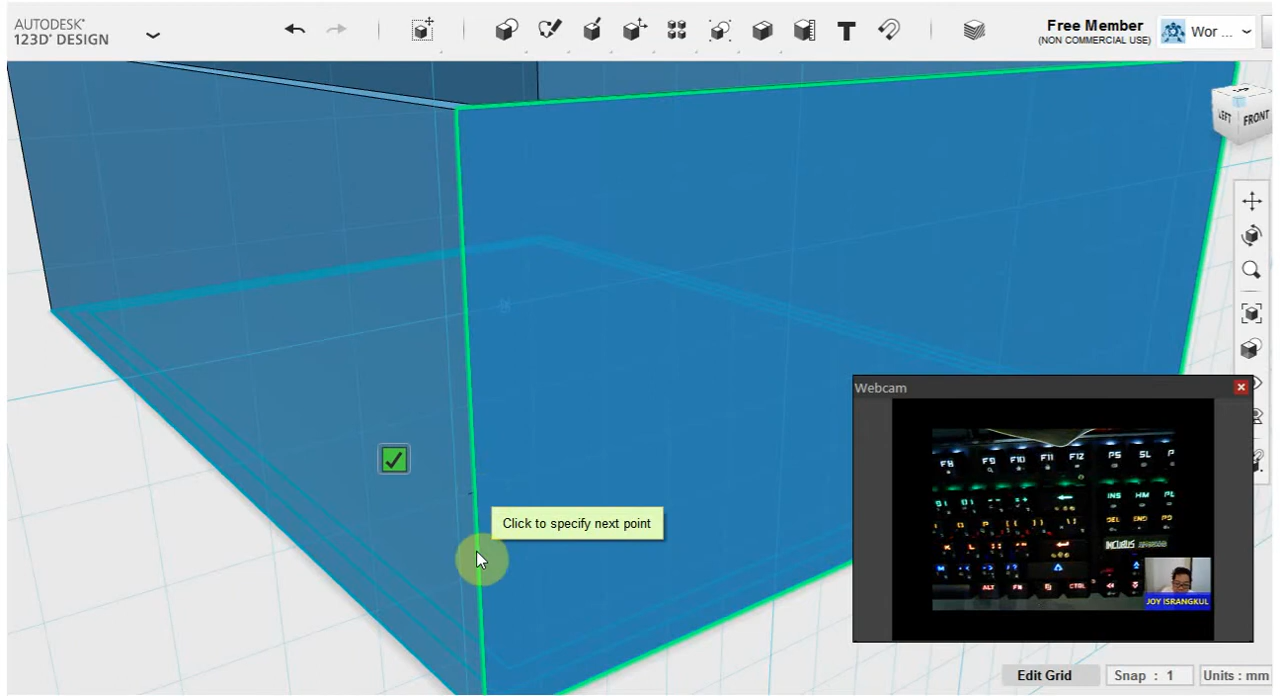 AUTODESK®
123D® DESIGN
T
Free Member
(NON COMMERCIAL USE)
Wor ...
LEFT
FRONT
Click to specify next point
Webcam
F8 F9 F10 F11 F12 PS SL P
INS HM
DEL END
INCUBUS
ALT FN CTRL
JOY ISRANGKUL
Edit Grid
Snap : 1
Units : mm